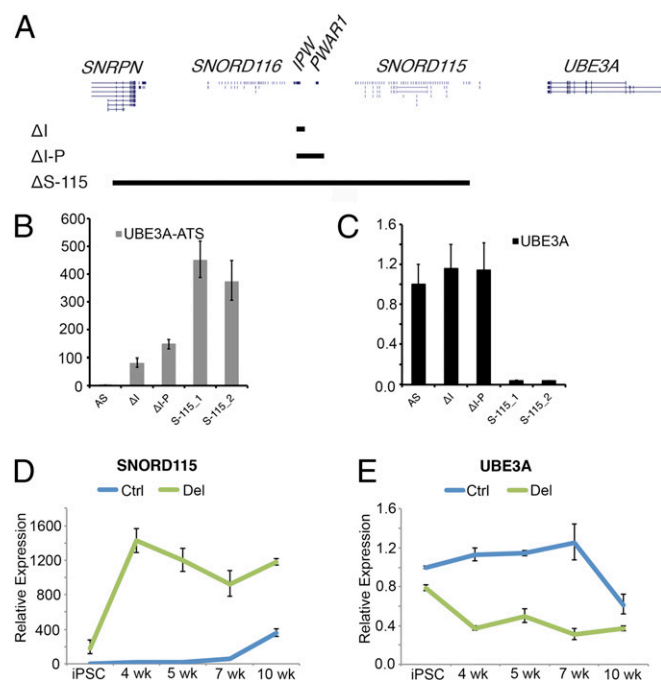 A
SNRPN SNORD116 IPW PWAR1 SNORD115 UBE3A
ΔI
ΔI-P
ΔS-115
B
600
500
400
300
200
100
0
UBE3A-ATS
AS ΔI ΔI-P S-115_1 S-115_2
C
1.6
1.2
0.8
0.4
0.0
UBE3A
AS ΔI ΔI-P S-115_1 S-115_2
D
SNORD115
Ctrl Del
Relative Expression
1600
1200
800
400
0
iPSC 4 wk 5 wk 7 wk 10 wk
E
UBE3A
Ctrl Del
Relative Expression
1.6
1.2
0.8
0.4
0.0
iPSC 4 wk 5 wk 7 wk 10 wk